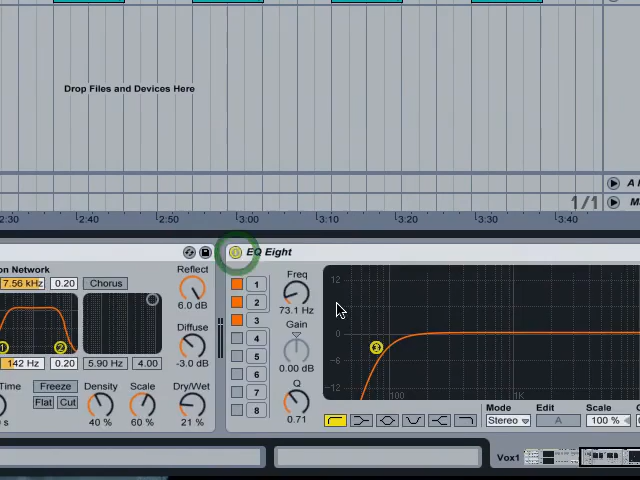 Drop Files and Devices Here
1/1
2:30 2:40 2:50 3:00 3:10 3:20 3:30 3:40
on Network
7.56 kHz 0.20 Chorus
Reflect
6.0 dB
Diffuse
-3.0 dB
142 Hz 0.20 5.90 Hz 4.00
Time Freeze Density Scale Dry/Wet
Flat Cut
s 40 % 60 % 21 %
EQ Eight
1
2
3
4
5
6
7
8
Freq
73.1 Hz
Gain
0.00 dB
Q
0.71
12
0
-6
-12
100 1K
3
Mode Edit Scale
Stereo A 100 %
Vox1